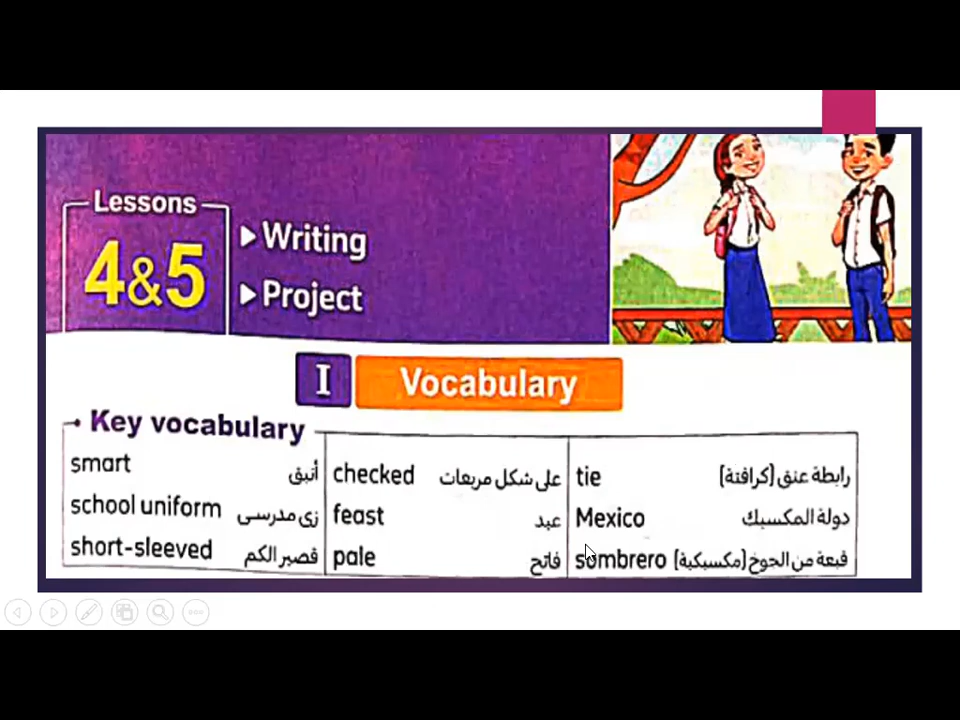 Lessons
4&5
Writing
Project
I Vocabulary
Key vocabulary
smart أنيق
school uniform زى مدرسى
short-sleeved قصير الكم
checked على شكل مربعات
feast عيد
pale فاتح
tie رابطة عنق (كرافتة)
Mexico دولة المكسيك
sombrero قبعة من الجوخ (مكسيكية)